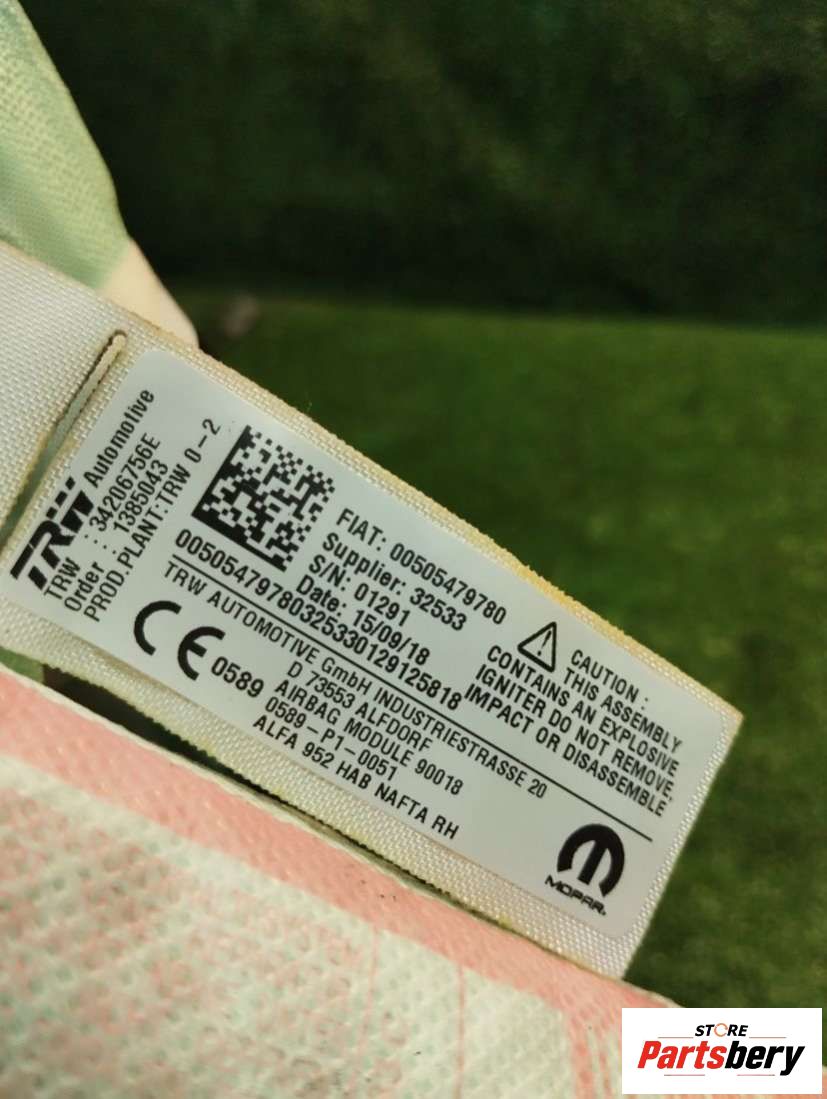 TRW Automotive
TRW : 34206756E
Order : 1385043
PROD.PLANT:TRW 0-2
FIAT: 00505479780
Supplier: 32533
S/N: 01291
Date: 15/09/18
005054797803253301291258​18
CE 0589
TRW AUTOMOTIVE GmbH INDUSTRIESTRASSE 20
D 73553 ALFDORF
AIRBAG MODULE 90018
0589-P1-0051
ALFA 952 HAB NAFTA RH
CAUTION :
THIS ASSEMBLY
CONTAINS AN EXPLOSIVE
IGNITER DO NOT REMOVE,
IMPACT OR DISASSEMBLE
MOPAR®
STORE
Partsbery